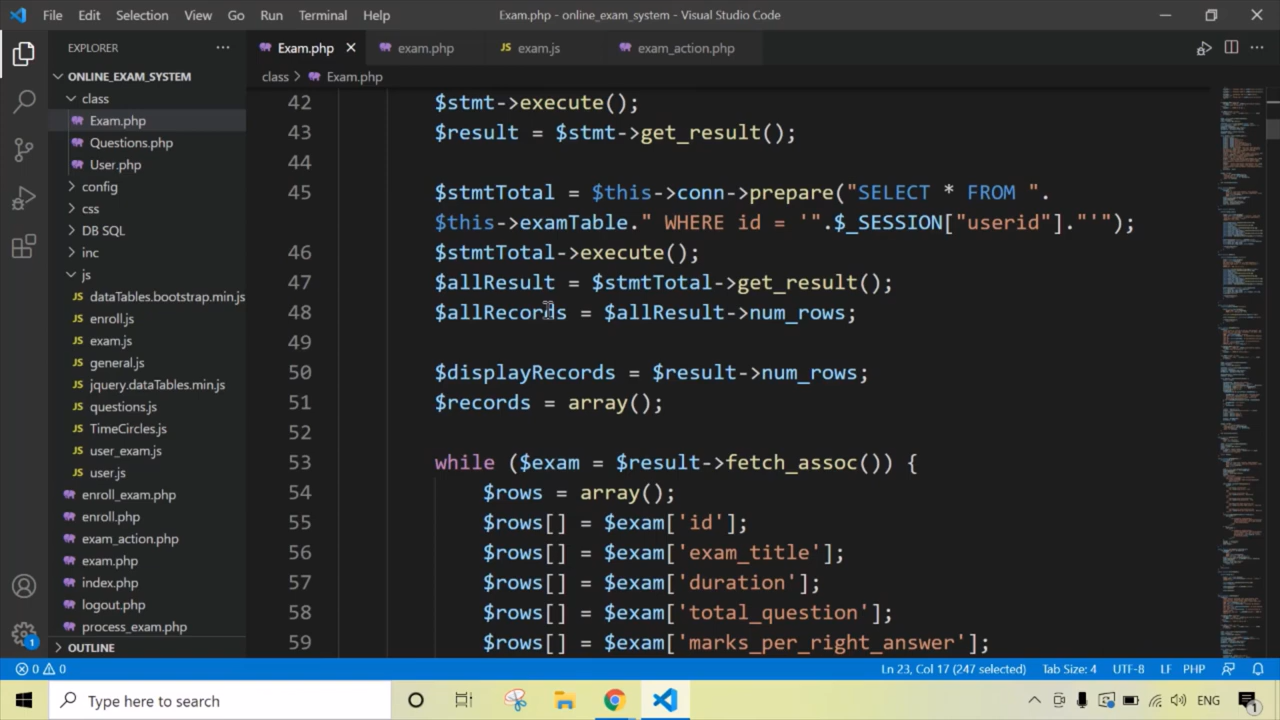 File Edit Selection View Go Run Terminal Help Exam.php - online_exam_system - Visual Studio Code
EXPLORER
Exam.php exam.php exam.js exam_action.php
ONLINE_EXAM_SYSTEM
class > Exam.php
class
Exam.php
Questions.php
User.php
config
css
DB SQL
inc
js
dataTables.bootstrap.min.js
enroll.js
exam.js
general.js
jquery.dataTables.min.js
questions.js
TimeCircles.js
user_exam.js
user.js
enroll_exam.php
enroll.php
exam_action.php
exam.php
index.php
logout.php
process_exam.php
OUTLINE
42 $stmt->execute();
43 $result = $stmt->get_result();
44
45 $stmtTotal = $this->conn->prepare("SELECT * FROM ".
$this->examTable." WHERE id = '".$_SESSION["userid"]."'");
46 $stmtTotal->execute();
47 $allResult = $stmtTotal->get_result();
48 $allRecords = $allResult->num_rows;
49
50 $displayRecords = $result->num_rows;
51 $records = array();
52
53 while ($exam = $result->fetch_assoc()) {
54 $rows = array();
55 $rows[] = $exam['id'];
56 $rows[] = $exam['exam_title'];
57 $rows[] = $exam['duration'];
58 $rows[] = $exam['total_question'];
59 $rows[] = $exam['marks_per_right_answer'];
0 0 Ln 23, Col 17 (247 selected) Tab Size: 4 UTF-8 LF PHP
Type here to search ENG